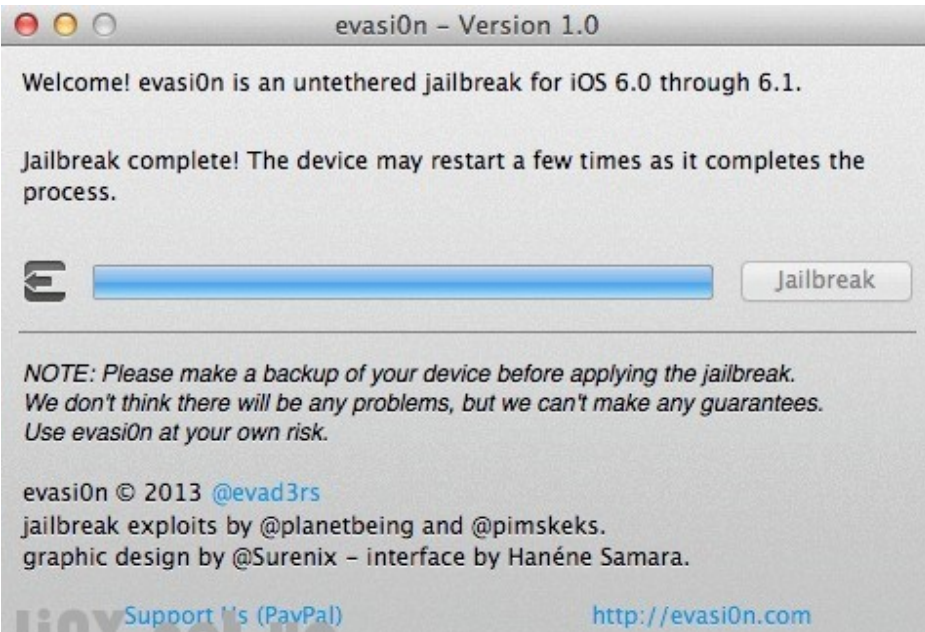 evasi0n – Version 1.0
Welcome! evasi0n is an untethered jailbreak for iOS 6.0 through 6.1.
Jailbreak complete! The device may restart a few times as it completes the
process.
Jailbreak
NOTE: Please make a backup of your device before applying the jailbreak.
We don't think there will be any problems, but we can't make any guarantees.
Use evasi0n at your own risk.
evasi0n © 2013 @evad3rs
jailbreak exploits by @planetbeing and @pimskeks.
graphic design by @Surenix – interface by Hanéne Samara.
Support Us (PayPal) http://evasi0n.com